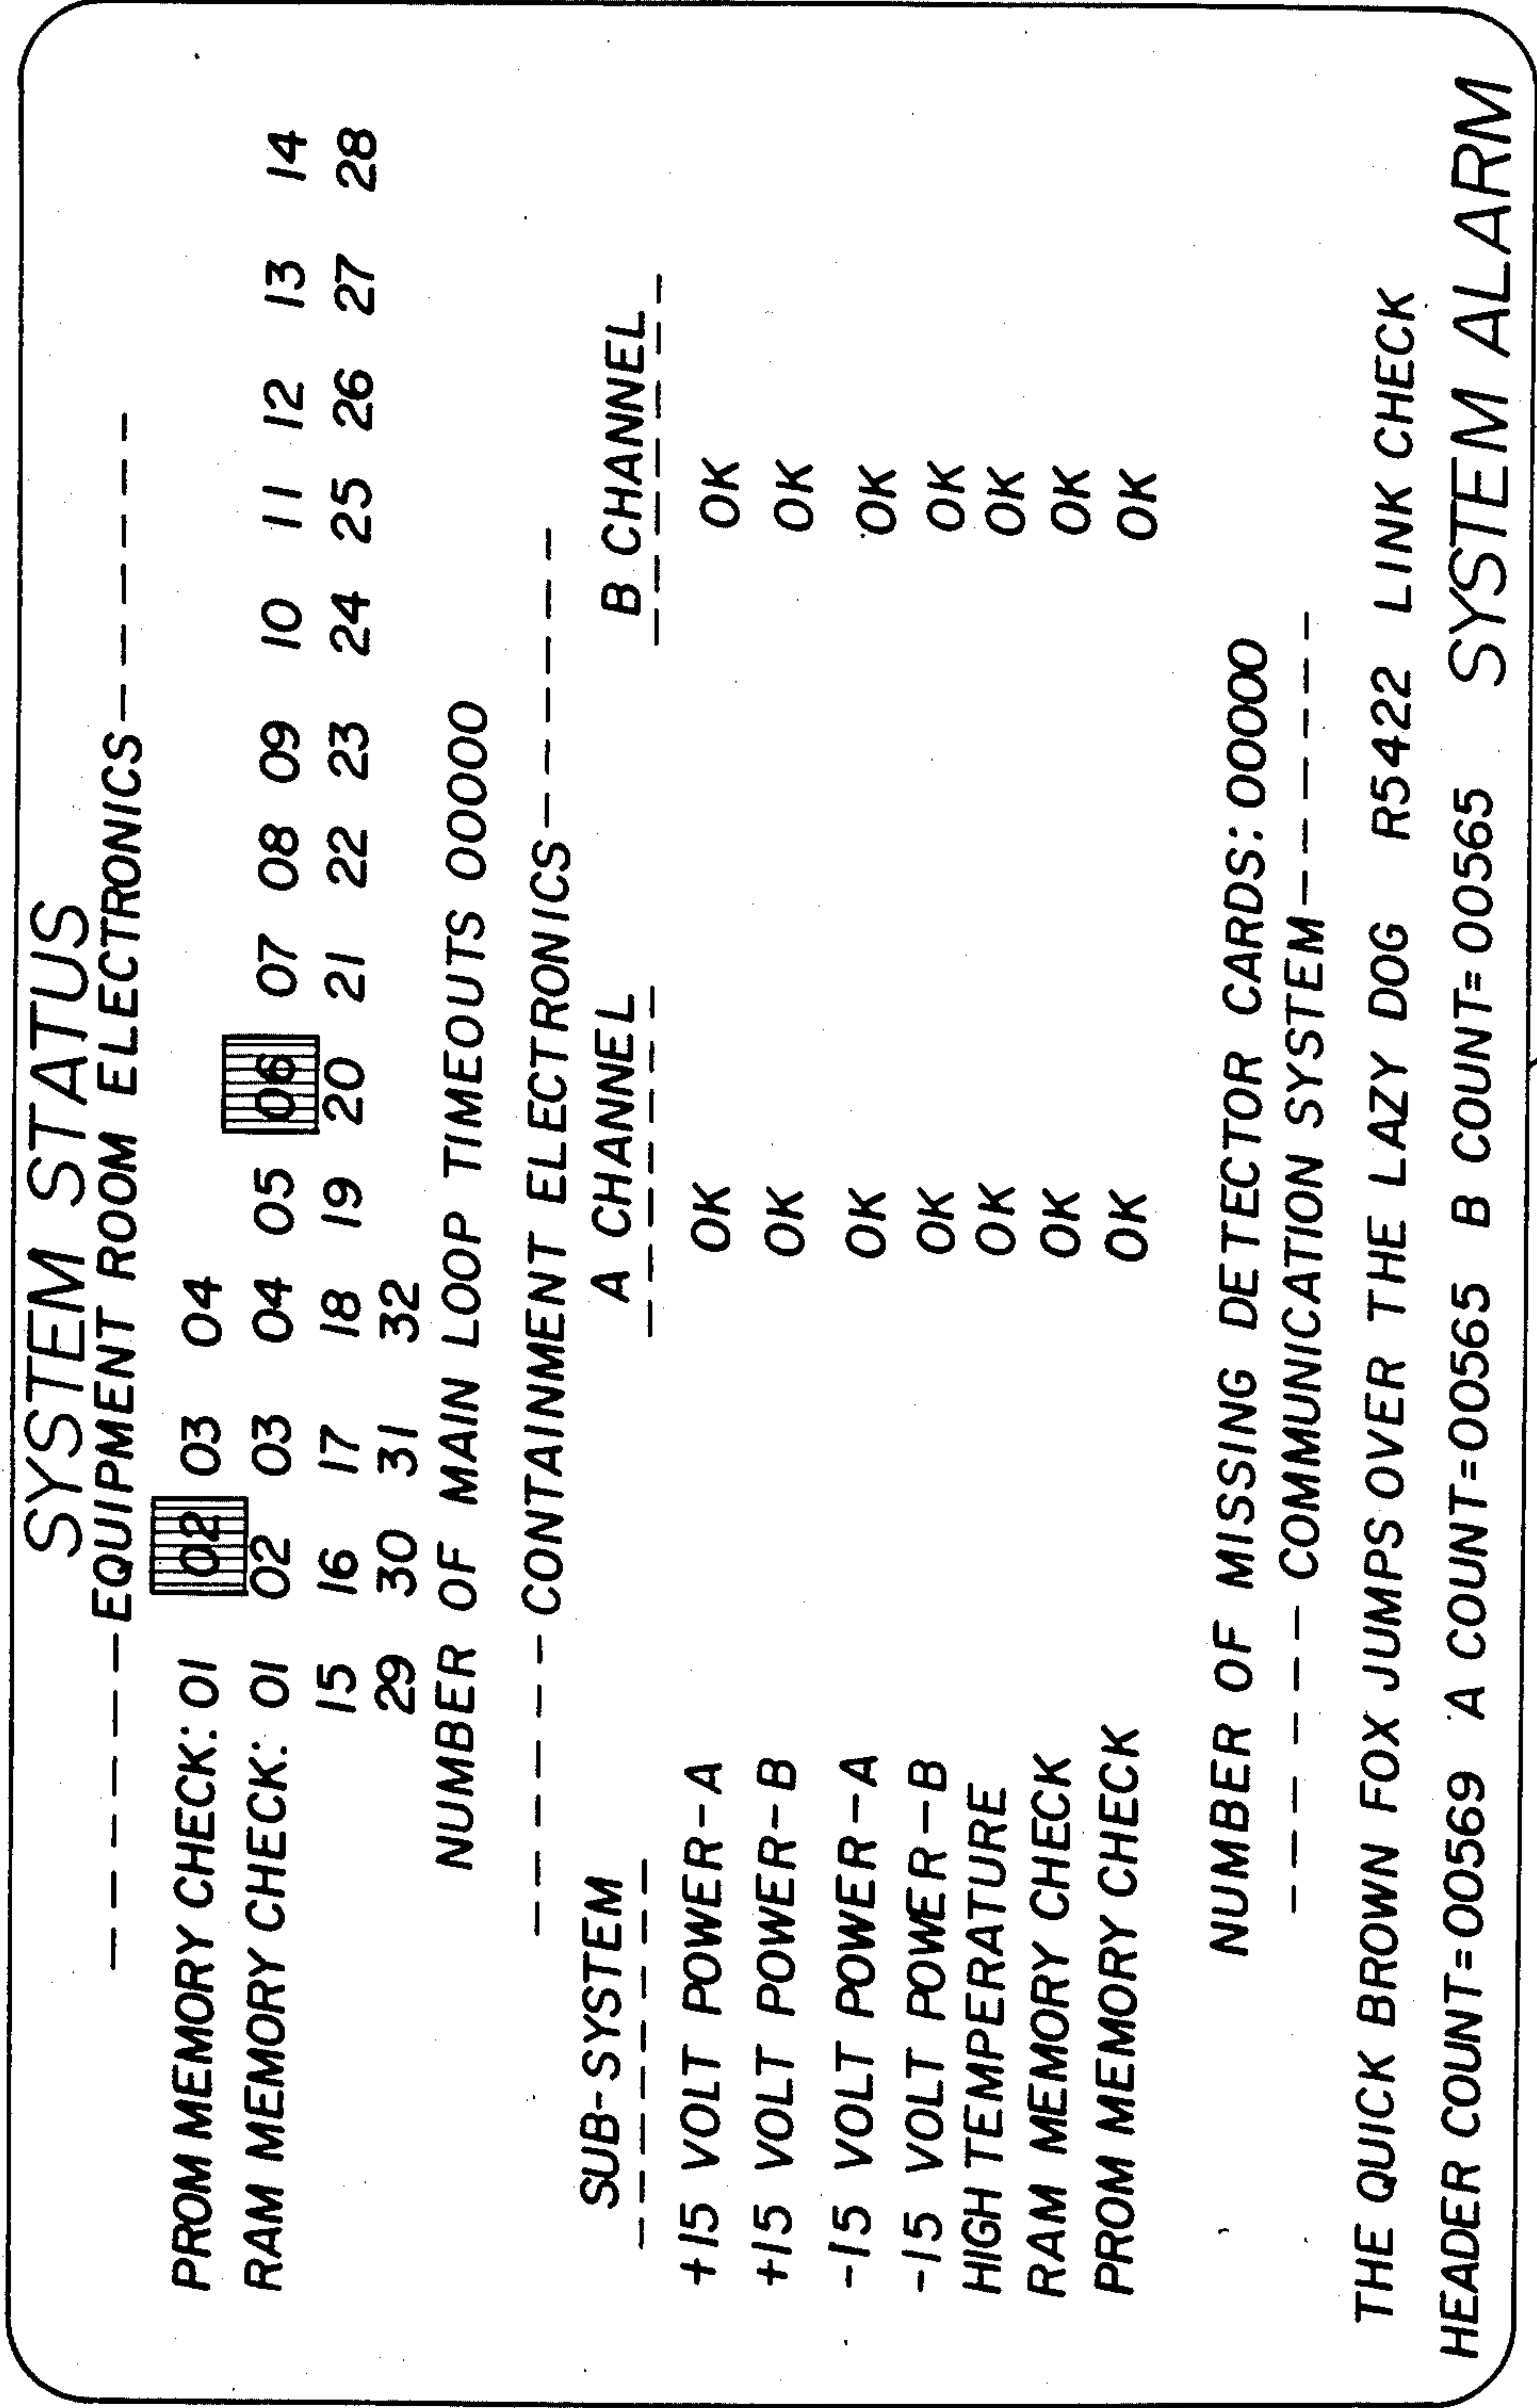 SYSTEM STATUS
------EQUIPMENT ROOM ELECTRONICS------
PROM MEMORY CHECK: 01 02 03 04
RAM MEMORY CHECK: 01 02 03 04 05 06 07 08 09 10 11 12 13 14
15 16 17 18 19 20 21 22 23 24 25 26 27 28
29 30 31 32
NUMBER OF MAIN LOOP TIMEOUTS 00000
------CONTAINMENT ELECTRONICS------
SUB-SYSTEM A CHANNEL B CHANNEL
+15 VOLT POWER-A OK OK
+15 VOLT POWER-B OK OK
-15 VOLT POWER-A OK OK
-15 VOLT POWER-B OK OK
HIGH TEMPERATURE OK OK
RAM MEMORY CHECK OK OK
PROM MEMORY CHECK OK OK
NUMBER OF MISSING DETECTOR CARDS: 00000
------COMMUNICATION SYSTEM------
THE QUICK BROWN FOX JUMPS OVER THE LAZY DOG R5422 LINK CHECK
HEADER COUNT=00569 A COUNT=00565 B COUNT=00565 SYSTEM ALARM